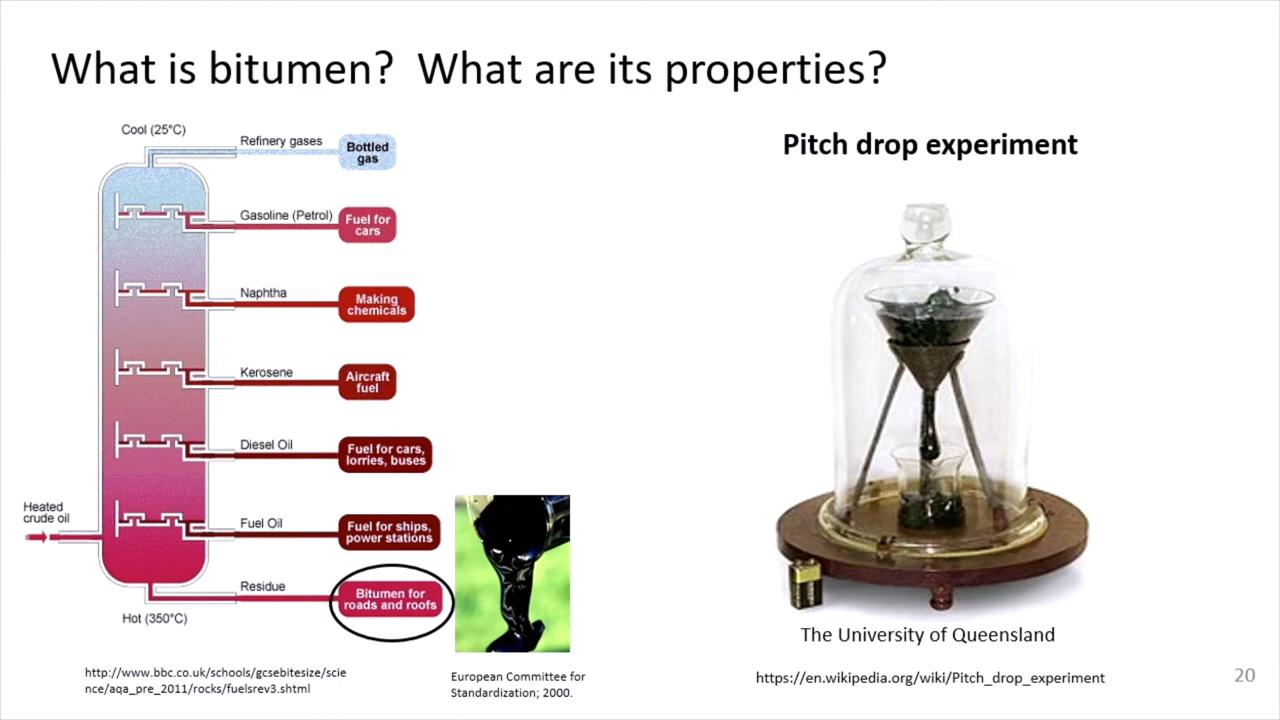 What is bitumen?  What are its properties?
Cool (25°C)
Refinery gases
Bottled
gas
Gasoline (Petrol)
Fuel for
cars
Naphtha
Making
chemicals
Kerosene
Aircraft
fuel
Diesel Oil
Fuel for cars,
lorries, buses
Heated
crude oil
Fuel Oil
Fuel for ships,
power stations
Residue
Bitumen for
roads and roofs
Hot (350°C)
http://www.bbc.co.uk/schools/gcsebitesize/scie
nce/aqa_pre_2011/rocks/fuelsrev3.shtml
European Committee for
Standardization; 2000.
Pitch drop experiment
The University of Queensland
https://en.wikipedia.org/wiki/Pitch_drop_experiment
20